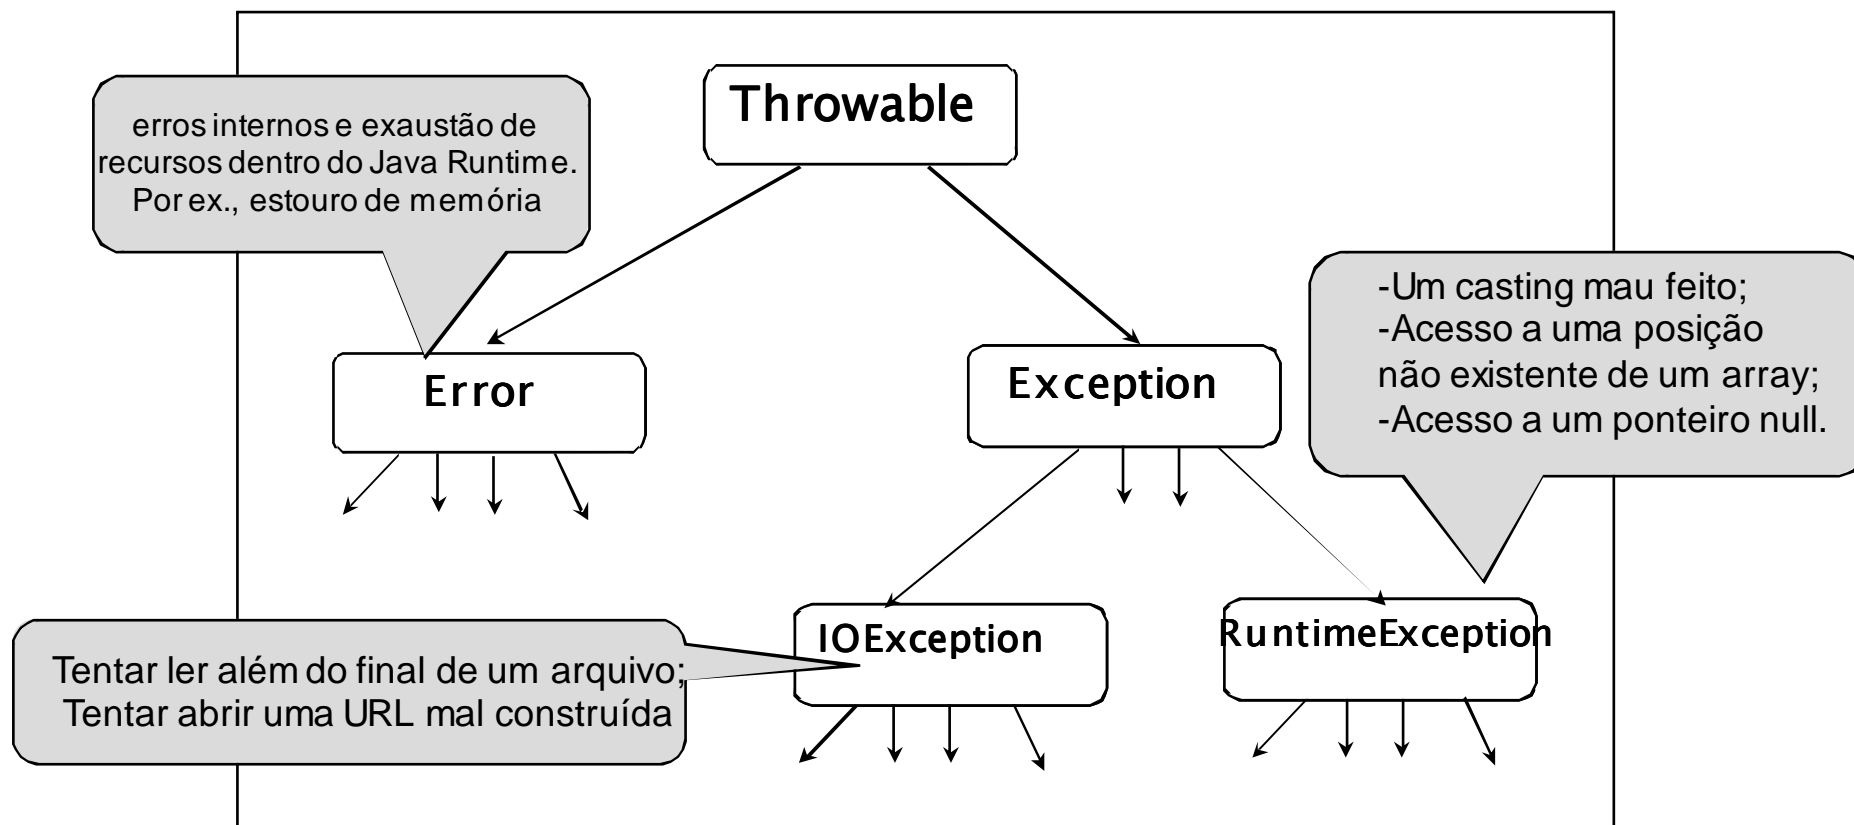 Throwable
erros internos e exaustão de
recursos dentro do Java Runtime.
Por ex., estouro de memória
-Um casting mau feito;
-Acesso a uma posição
não existente de um array;
-Acesso a um ponteiro null.
Error
Exception
IOException
RuntimeException
Tentar ler além do final de um arquivo;
Tentar abrir uma URL mal construída